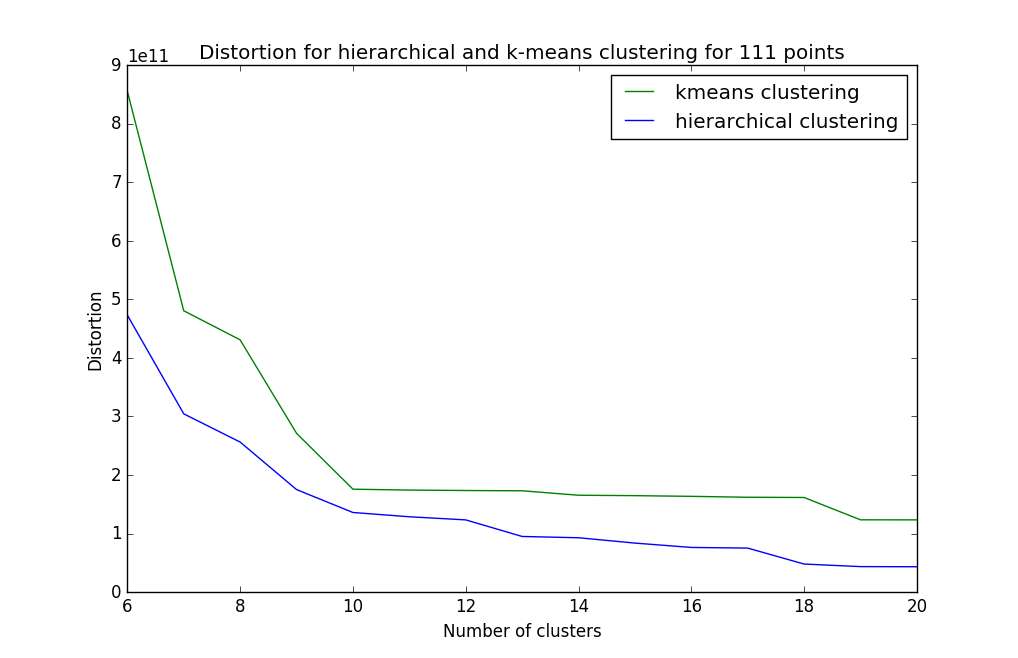 Distortion for hierarchical and k-means clustering for 111 points
1e11
kmeans clustering
hierarchical clustering
9
8
7
6
5
4
3
2
1
0
Distortion
6 8 10 12 14 16 18 20
Number of clusters